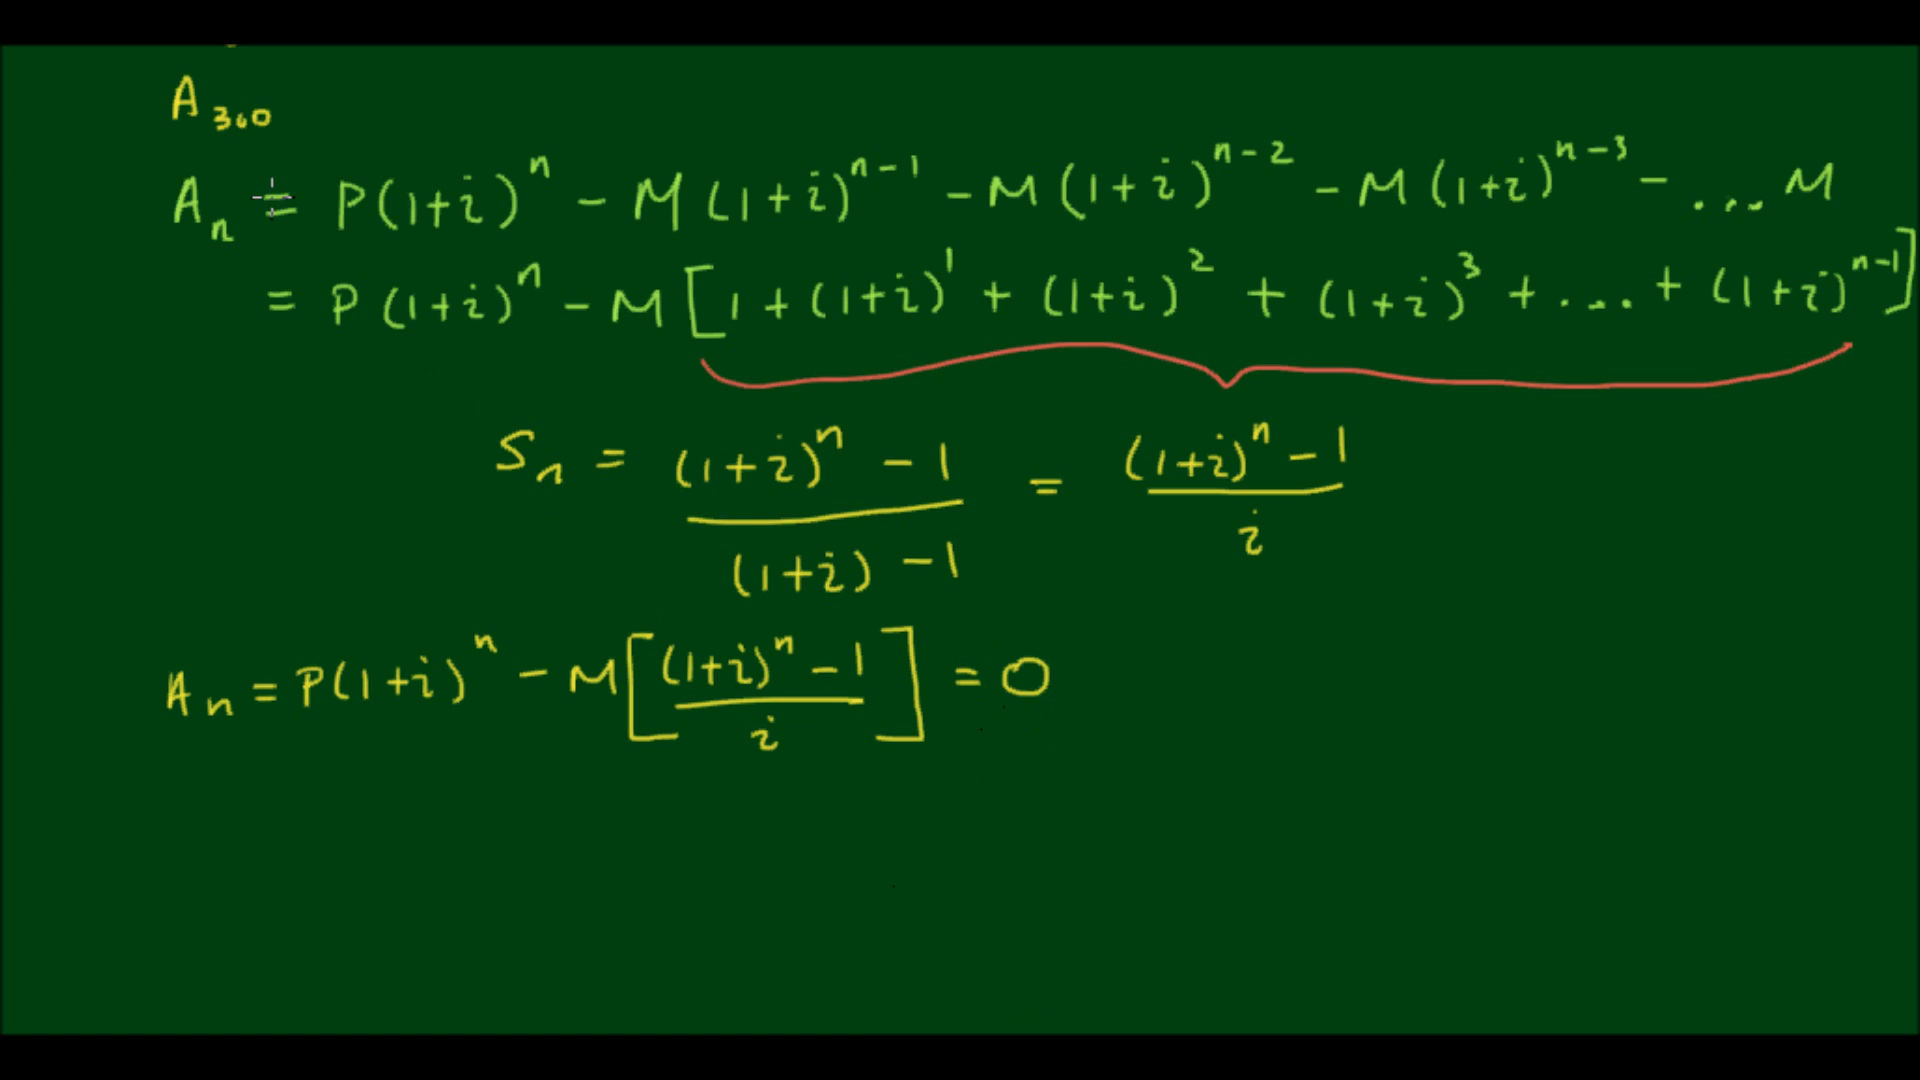 A₃₆₀
Aₙ = P(1+i)ⁿ - M(1+i)ⁿ⁻¹ - M(1+i)ⁿ⁻² - M(1+i)ⁿ⁻³ - ... M
= P(1+i)ⁿ - M[1 + (1+i)¹ + (1+i)² + (1+i)³ + ... + (1+i)ⁿ⁻¹]
Sₙ = ((1+i)ⁿ - 1)/((1+i) - 1) = ((1+i)ⁿ - 1)/i
Aₙ = P(1+i)ⁿ - M[((1+i)ⁿ - 1)/i] = 0